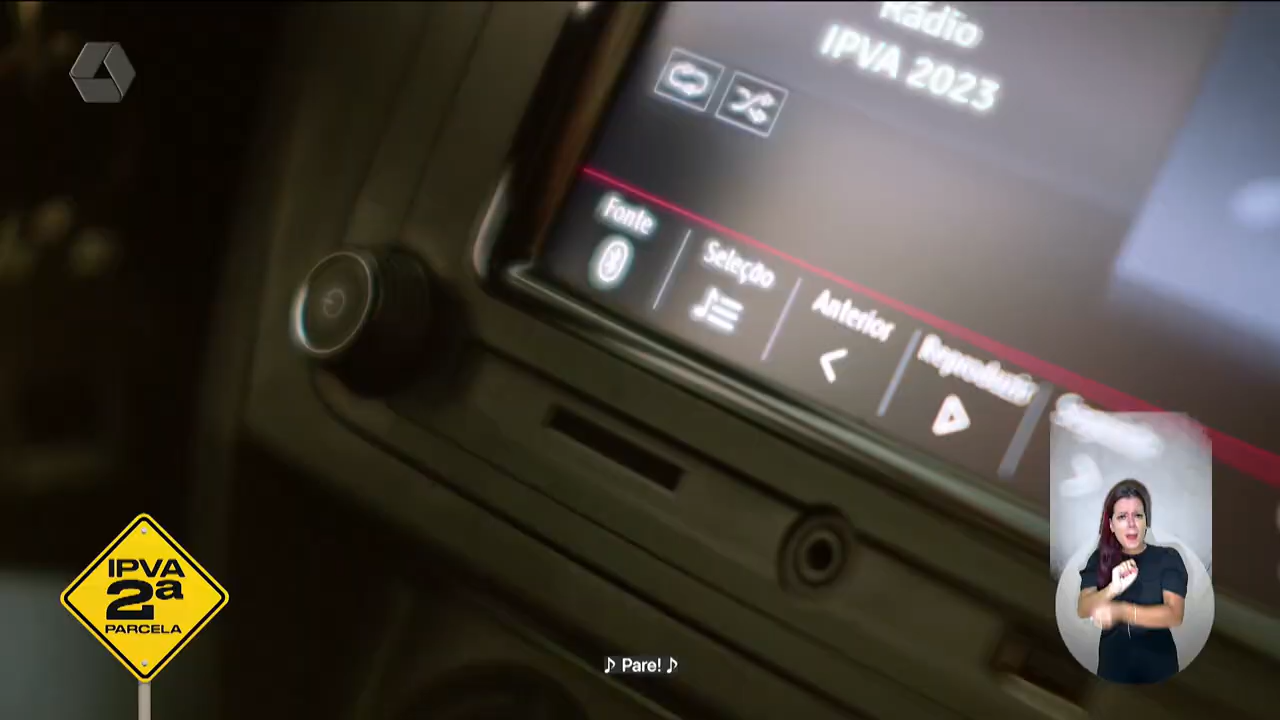 Rádio
IPVA 2023
Fonte
Seleção
Anterior
Reproduzir
IPVA
2ª
PARCELA
♪ Pare! ♪